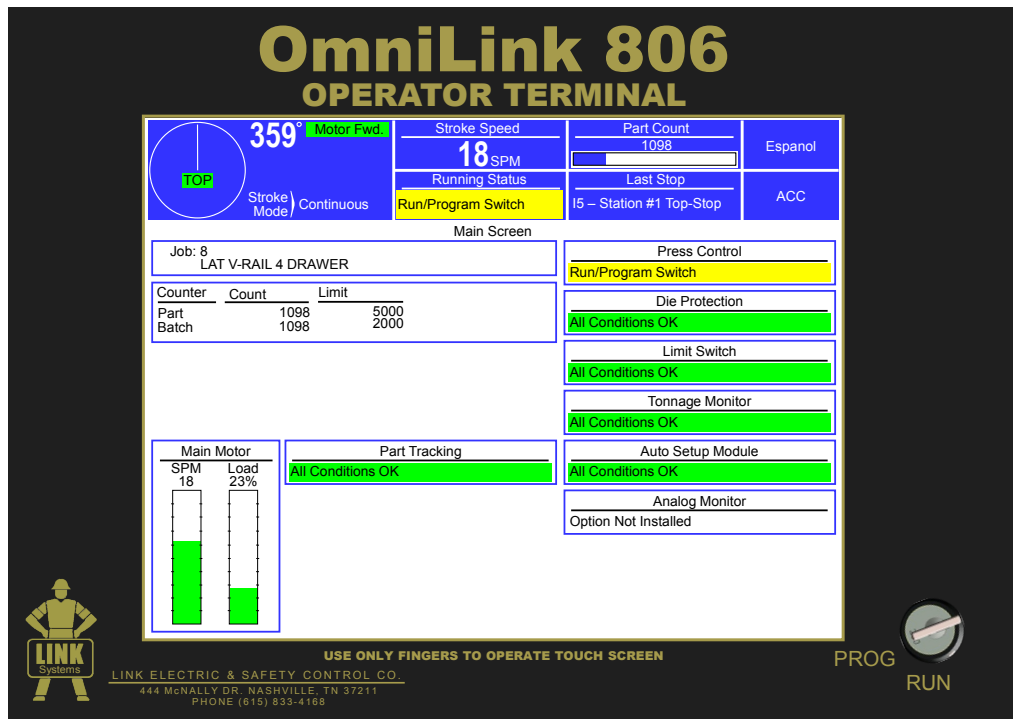 OmniLink 806
OPERATOR TERMINAL
359° Motor Fwd.
TOP
Stroke Mode ) Continuous
Stroke Speed
18 SPM
Part Count
1098
Espanol
Running Status
Run/Program Switch
Last Stop
I5 – Station #1 Top-Stop
ACC
Main Screen
Job: 8
LAT V-RAIL 4 DRAWER
Counter Count Limit
Part 1098 5000
Batch 1098 2000
Press Control
Run/Program Switch
Die Protection
All Conditions OK
Limit Switch
All Conditions OK
Tonnage Monitor
All Conditions OK
Main Motor
SPM Load
18 23%
Part Tracking
All Conditions OK
Auto Setup Module
All Conditions OK
Analog Monitor
Option Not Installed
LINK
Systems
USE ONLY FINGERS TO OPERATE TOUCH SCREEN
LINK ELECTRIC & SAFETY CONTROL CO.
444 McNALLY DR. NASHVILLE, TN 37211
PHONE (615) 833-4168
PROG
RUN